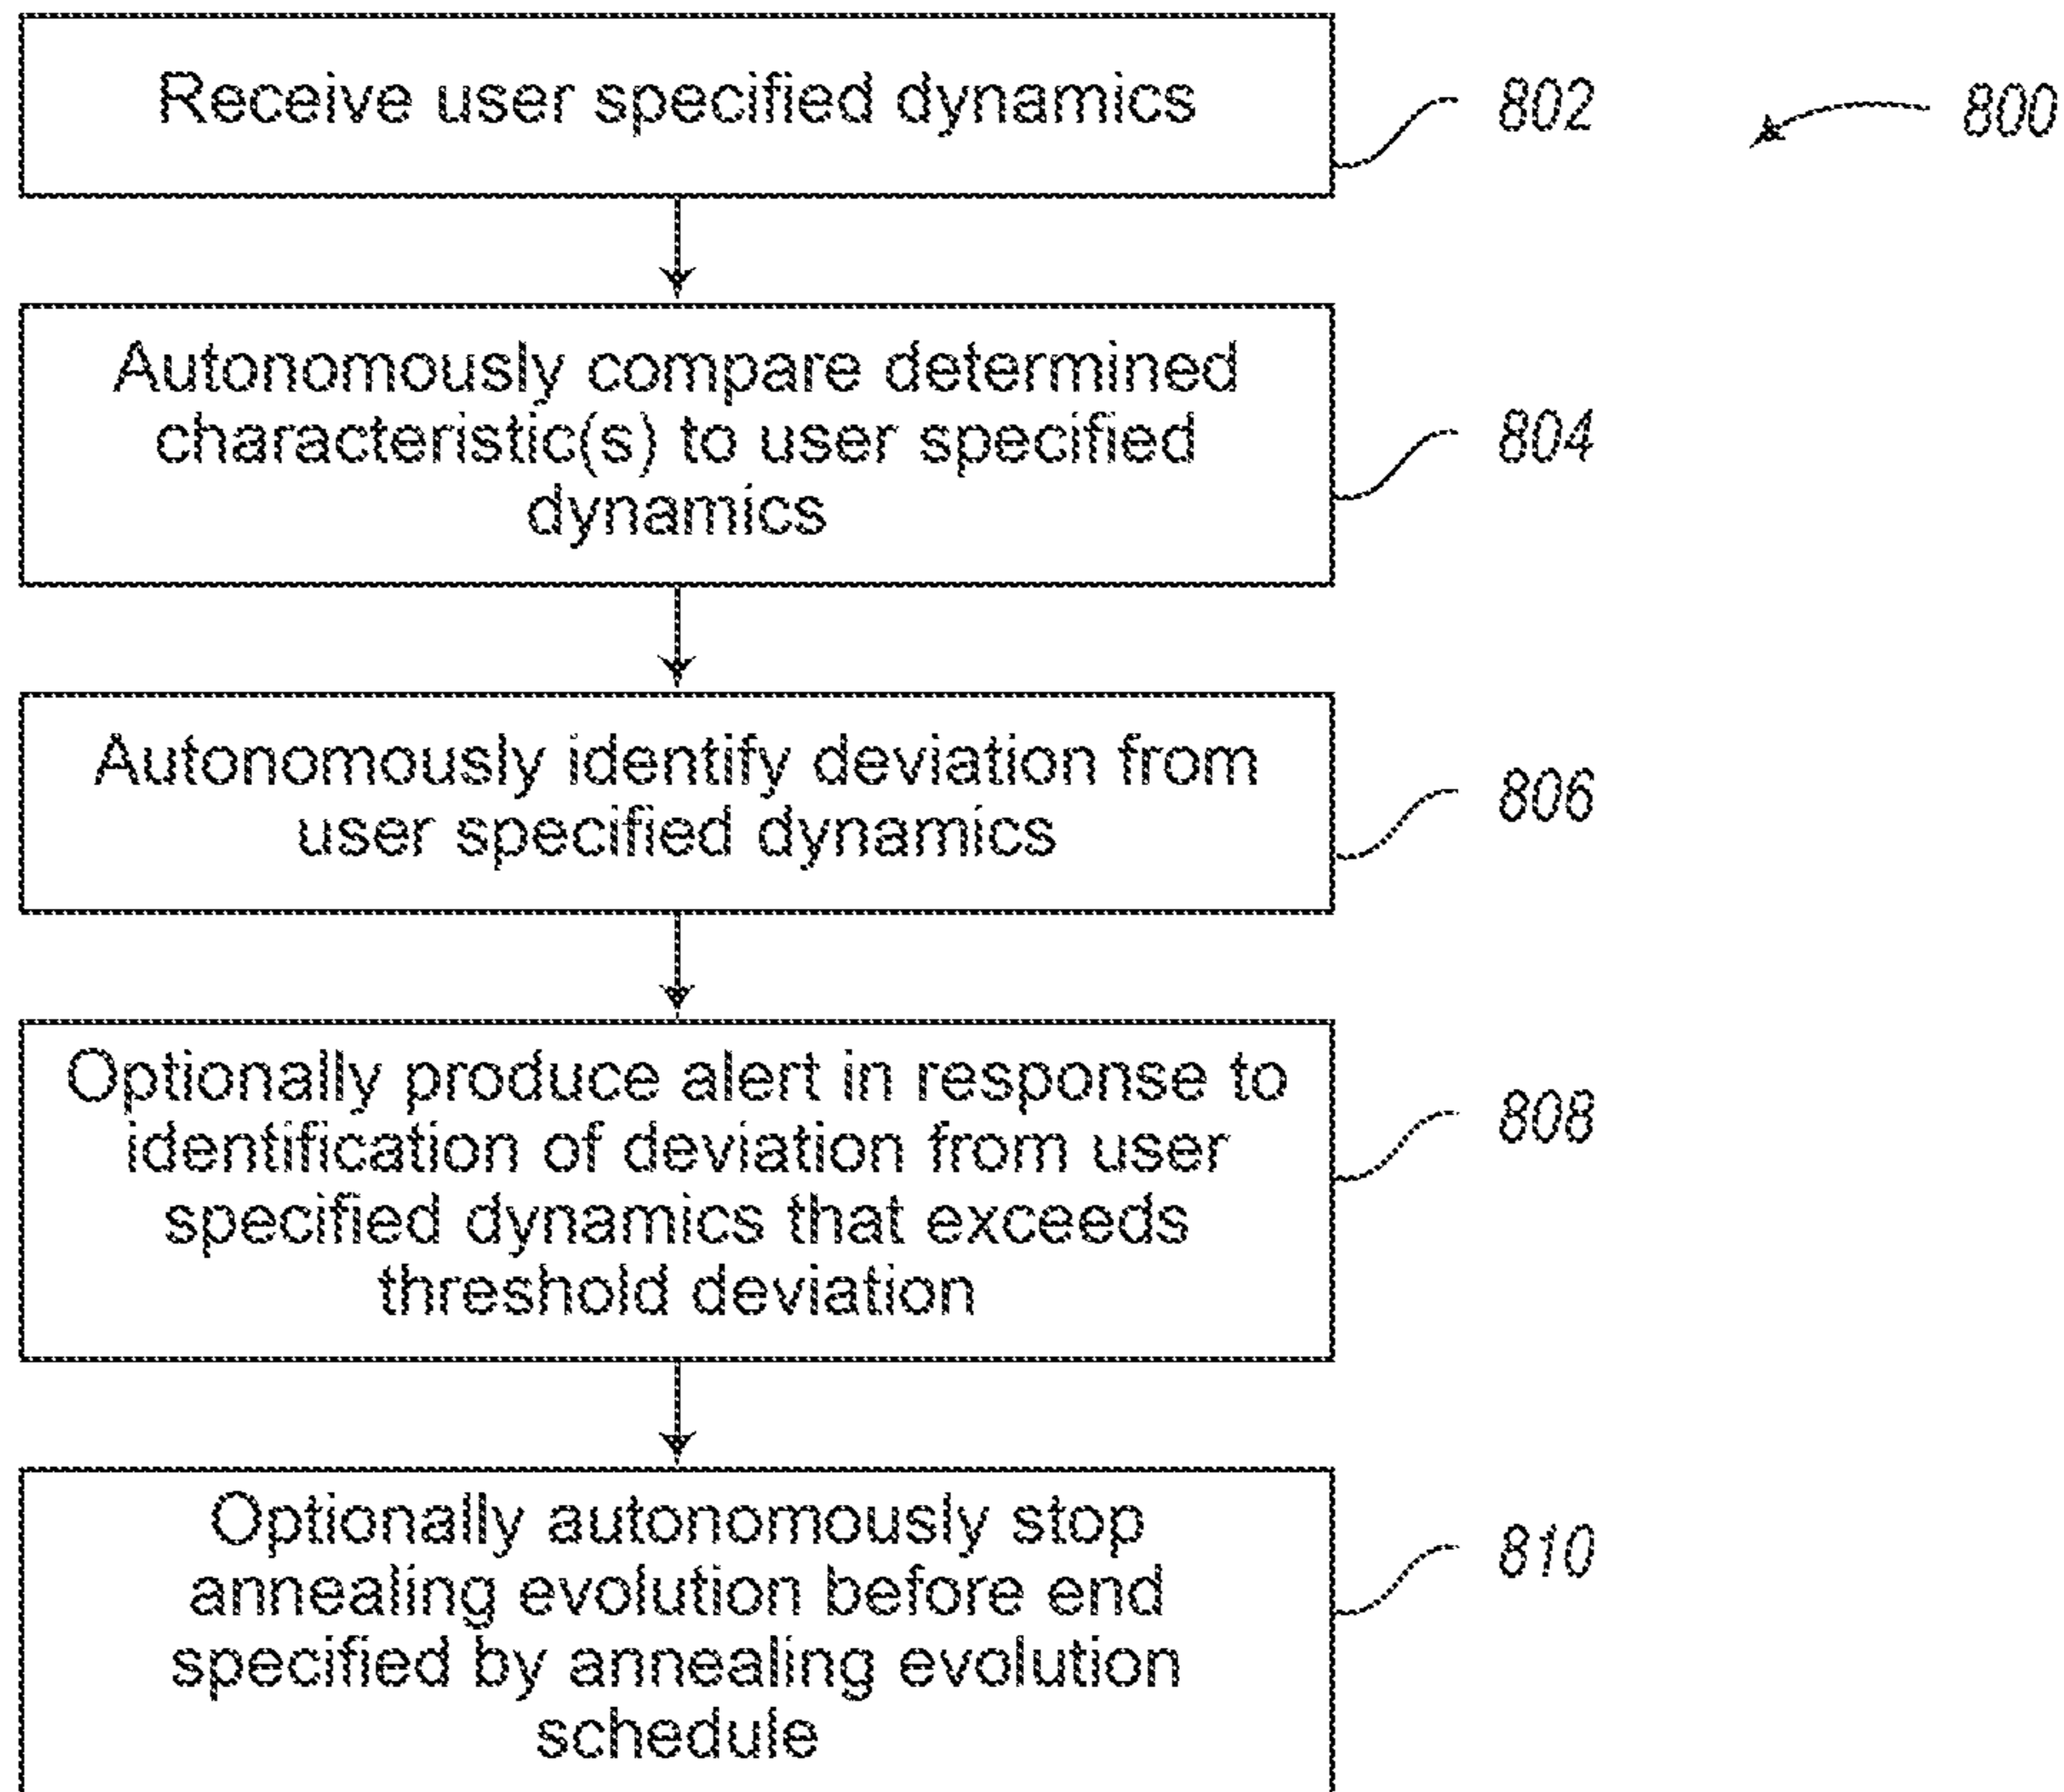 Receive user specified dynamics
802
800
Autonomously compare determined
characteristic(s) to user specified
dynamics
804
Autonomously identify deviation from
user specified dynamics
806
Optionally produce alert in response to
identification of deviation from user
specified dynamics that exceeds
threshold deviation
808
Optionally autonomously stop
annealing evolution before end
specified by annealing evolution
schedule
810